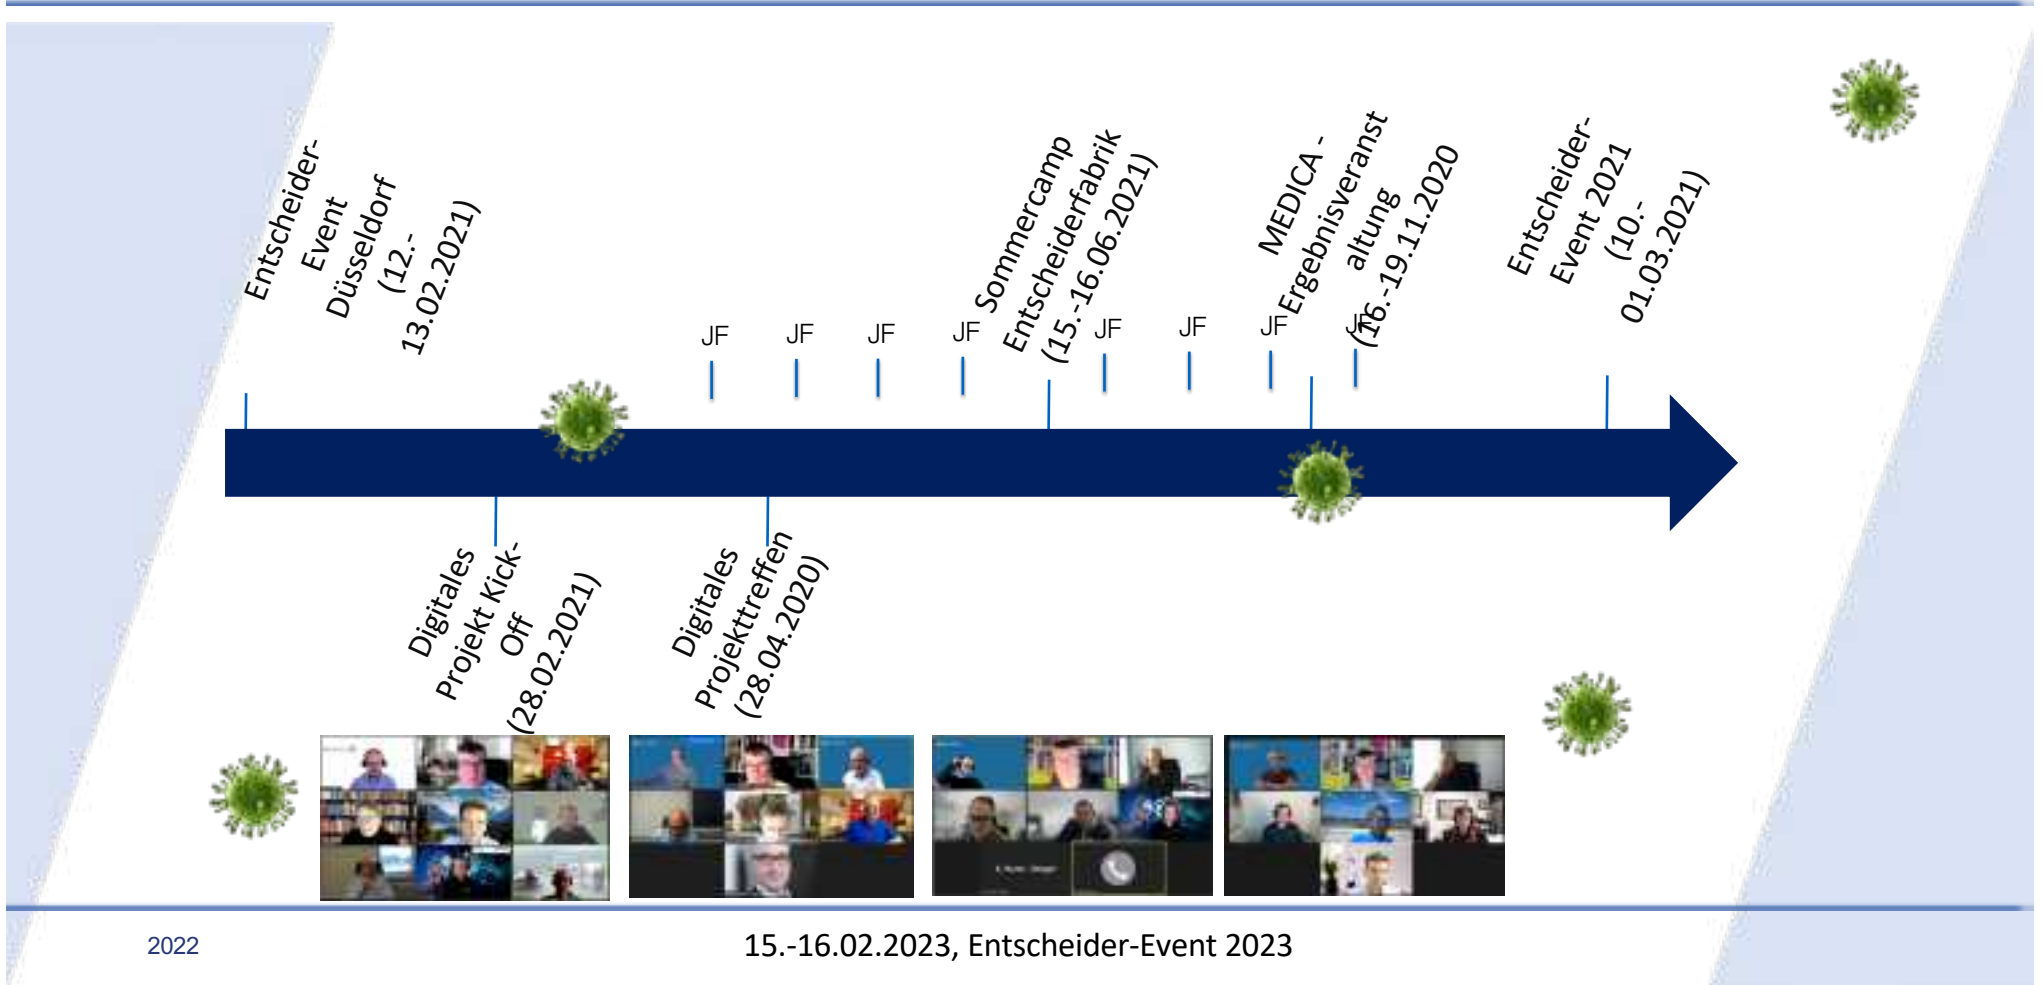 Entscheider-
Event
Düsseldorf
(12.-
13.02.2021)
JF
JF
JF
JF
Sommercamp
Entscheiderfabrik
(15.-16.06.2021)
JF
JF
JF
JF
MEDICA -
Ergebnisveranst
altung
(16.-19.11.2020
Entscheider-
Event 2021
(10.-
01.03.2021)
Digitales
Projekt Kick-
Off
(28.02.2021)
Digitales
Projekttreffen
(28.04.2020)
2022
15.-16.02.2023, Entscheider-Event 2023